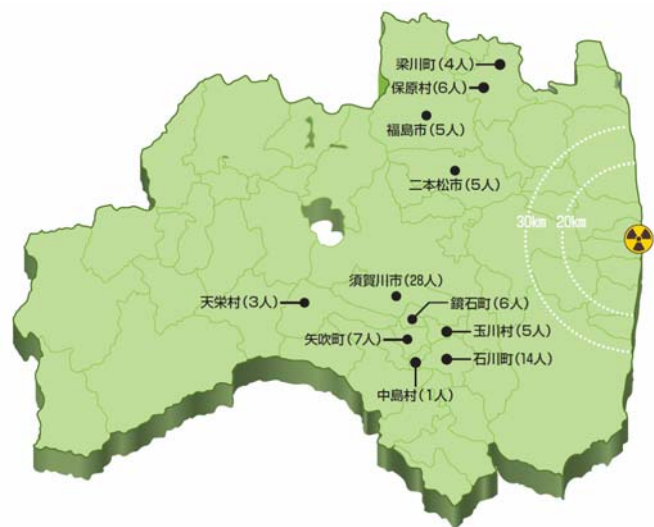 梁川町(4人)
保原村(6人)
福島市(5人)
二本松市(5人)
30km
20km
須賀川市(28人)
天栄村(3人)
鏡石町(6人)
玉川村(5人)
矢吹町(7人)
石川町(14人)
中島村(1人)